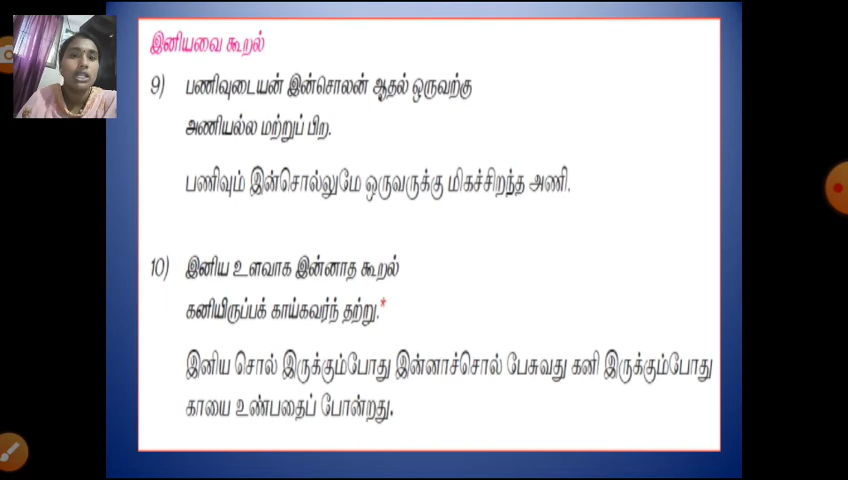 இனியவை கூறல்
9) பணிவுடையன் இன்சொலன் ஆதல் ஒருவற்கு
அணியல்ல மற்றுப் பிற.
பணிவும் இன்சொல்லுமே ஒருவருக்கு மிகச்சிறந்த அணி.
10) இனிய உளவாக இன்னாத கூறல்
கனியிருப்பக் காய்கவர்ந் தற்று.*
இனிய சொல் இருக்கும்போது இன்னாச்சொல் பேசுவது கனி இருக்கும்போது
காயை உண்பதைப் போன்றது.